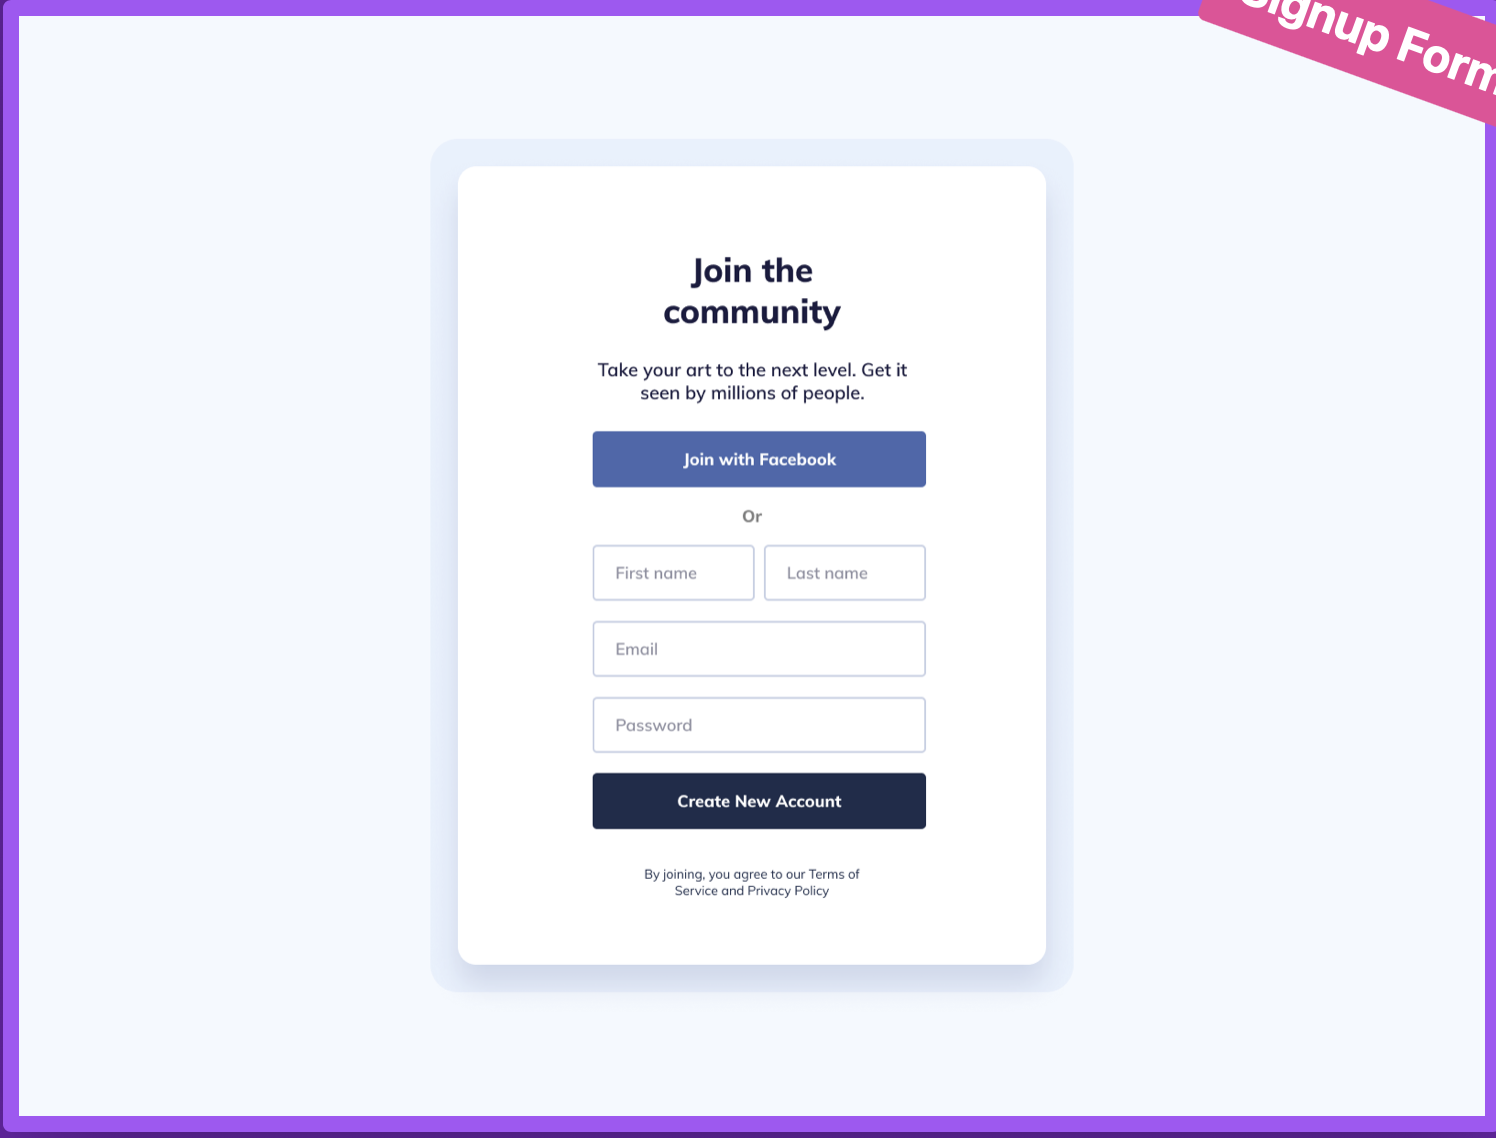 Signup Form
Join the
community
Take your art to the next level. Get it
seen by millions of people.
Join with Facebook
Or
First name
Last name
Email
Password
Create New Account
By joining, you agree to our Terms of
Service and Privacy Policy